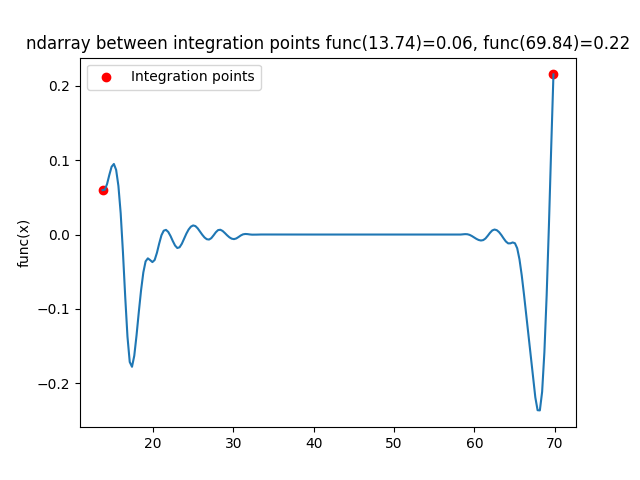 ndarray between integration points func(13.74)=0.06, func(69.84)=0.22
Integration points
0.2
0.1
0.0
−0.1
−0.2
func(x)
20 30 40 50 60 70